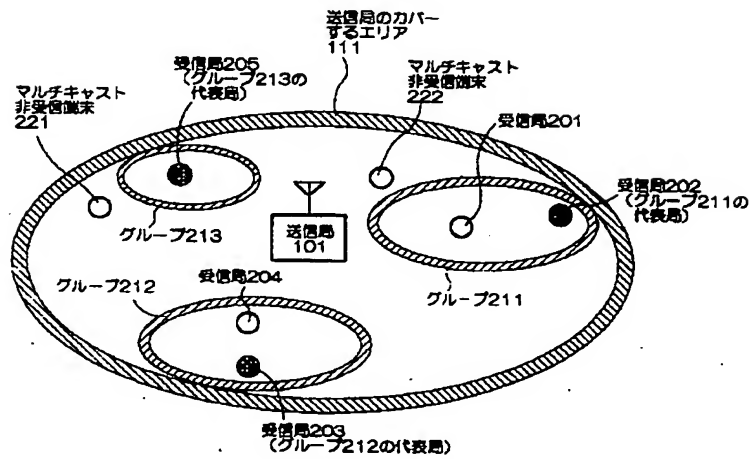 送信局のカバー
するエリア
111
受信局205
（グループ213の
代表局）
マルチキャスト
非受信端末
221
マルチキャスト
非受信端末
222
受信局201
受信局202
（グループ211の
代表局）
グループ213
送信局
101
グループ211
グループ212
受信局204
受信局203
（グループ212の代表局）